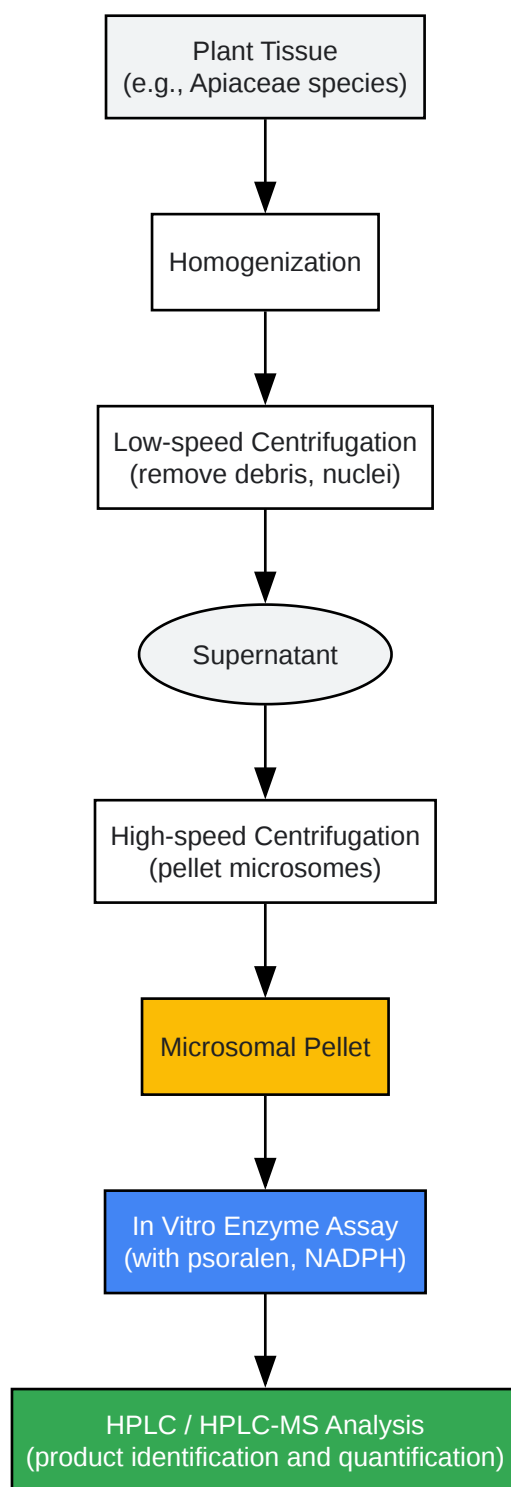 Plant Tissue
(e.g., Apiaceae species)
Homogenization
Low-speed Centrifugation
(remove debris, nuclei)
Supernatant
High-speed Centrifugation
(pellet microsomes)
Microsomal Pellet
In Vitro Enzyme Assay
(with psoralen, NADPH)
HPLC / HPLC-MS Analysis
(product identification and quantification)